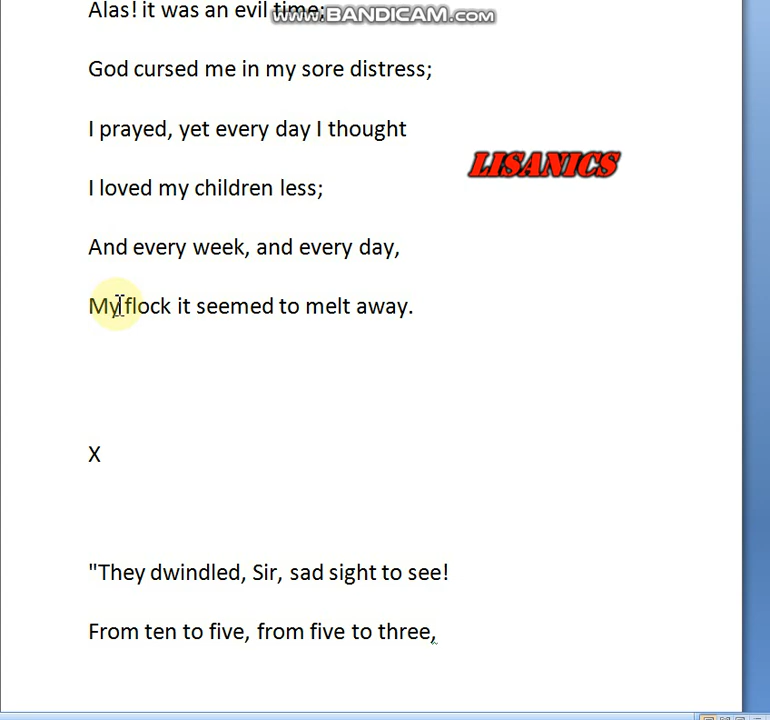 Alas! it was an evil time;
www.BANDICAM.com
God cursed me in my sore distress;
I prayed, yet every day I thought
LISANICS
I loved my children less;
And every week, and every day,
My flock it seemed to melt away.
X
"They dwindled, Sir, sad sight to see!
From ten to five, from five to three,